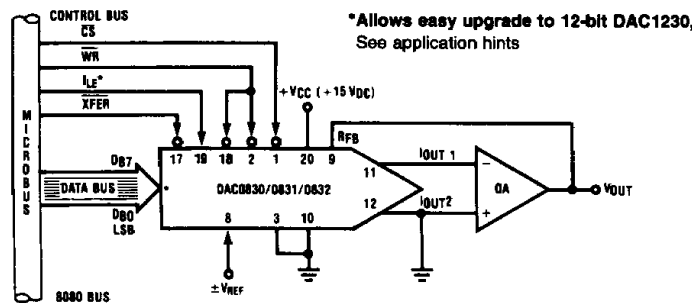 CONTROL BUS
*Allows easy upgrade to 12-bit DAC1230,
See application hints
CS
WR
ILE*
XFER
+VCC (+15 VDC)
MICROBUS
RFB
17 19 18 2 1 20 9
IOUT 1
11
DB7
DATA BUS
*
DAC0830/0831/0832
DB0
LSB
12
IOUT2
−
OA
+
VOUT
8 3 10
±VREF
8080 BUS